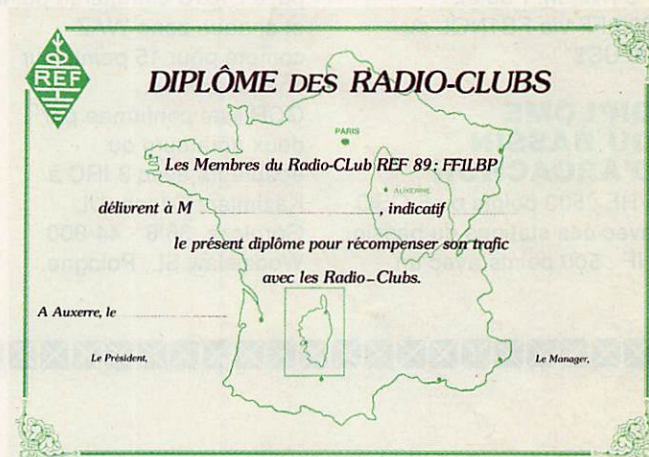 REF
DIPLÔME DES RADIO-CLUBS
PARIS
Les Membres du Radio-CLub REF 89; FF1LBP
AUXERRE
délivrent à M , indicatif
le présent diplôme pour récompenser son trafic
avec les Radio-Clubs.
A Auxerre, le
Le Président,
Le Manager,